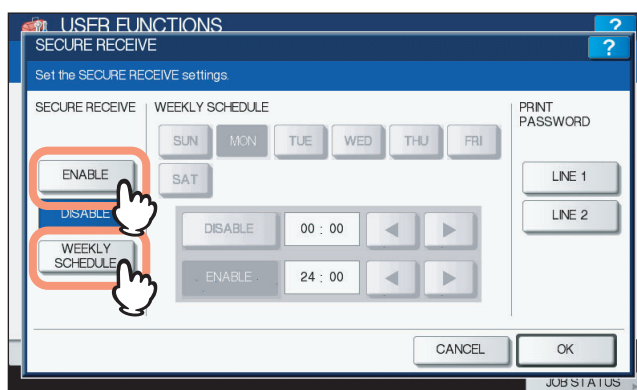 USER FUNCTIONS
?
SECURE RECEIVE
?
Set the SECURE RECEIVE settings.
SECURE RECEIVE
WEEKLY SCHEDULE
PRINT
PASSWORD
SUN
MON
TUE
WED
THU
FRI
SAT
ENABLE
DISABLE
WEEKLY
SCHEDULE
DISABLE
00 : 00
ENABLE
24 : 00
LINE 1
LINE 2
CANCEL
OK
JOB STATUS